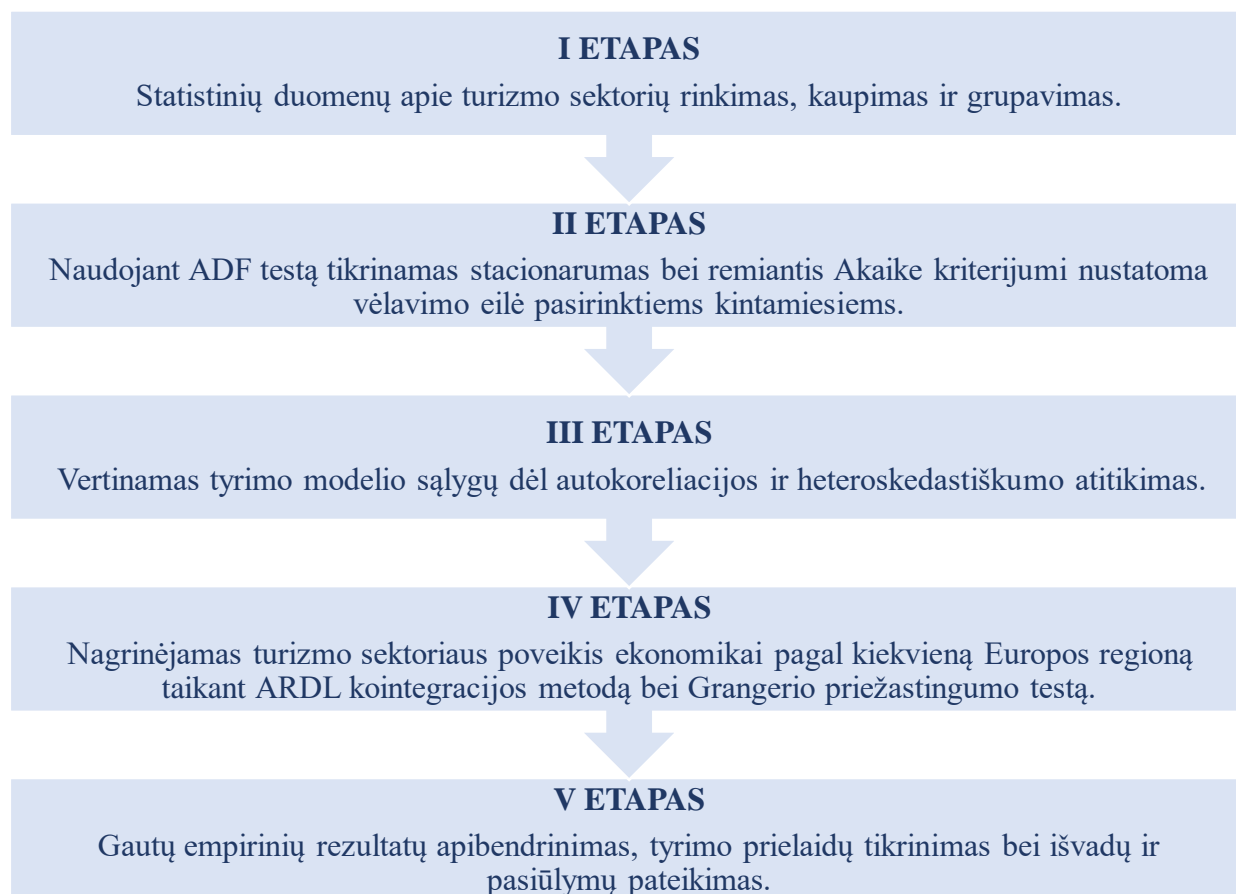 I ETAPAS
Statistinių duomenų apie turizmo sektorių rinkimas, kaupimas ir grupavimas.
II ETAPAS
Naudojant ADF testą tikrinamas stacionarumas bei remiantis Akaike kriterijumi nustatoma
vėlavimo eilė pasirinktiems kintamiesiems.
III ETAPAS
Vertinamas tyrimo modelio sąlygų dėl autokoreliacijos ir heteroskedastiškumo atitikimas.
IV ETAPAS
Nagrinėjamas turizmo sektoriaus poveikis ekonomikai pagal kiekvieną Europos regioną
taikant ARDL kointegracijos metodą bei Grangerio priežastingumo testą.
V ETAPAS
Gautų empirinių rezultatų apibendrinimas, tyrimo prielaidų tikrinimas bei išvadų ir
pasiūlymų pateikimas.